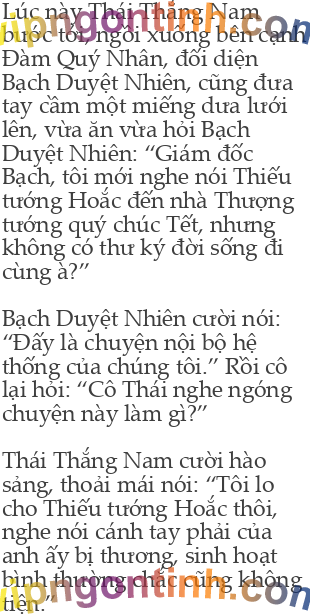 Lúc này Thái Thắng Nam
bước tới, ngồi xuống bên cạnh
Đàm Quý Nhân, đối diện
Bạch Duyệt Nhiên, cũng đưa
tay cầm một miếng dưa lưới
lên, vừa ăn vừa hỏi Bạch
Duyệt Nhiên: “Giám đốc
Bạch, tôi mới nghe nói Thiếu
tướng Hoắc đến nhà Thượng
tướng quý chúc Tết, nhưng
không có thư ký đời sống đi
cùng à?”
Bạch Duyệt Nhiên cười nói:
“Đấy là chuyện nội bộ hệ
thống của chúng tôi.” Rồi cô
lại hỏi: “Cô Thái nghe ngóng
chuyện này làm gì?”
Thái Thắng Nam cười hào
sảng, thoải mái nói: “Tôi lo
cho Thiếu tướng Hoắc thôi,
nghe nói cánh tay phải của
anh ấy bị thương, sinh hoạt
bình thường chắc cũng không
tiện.”